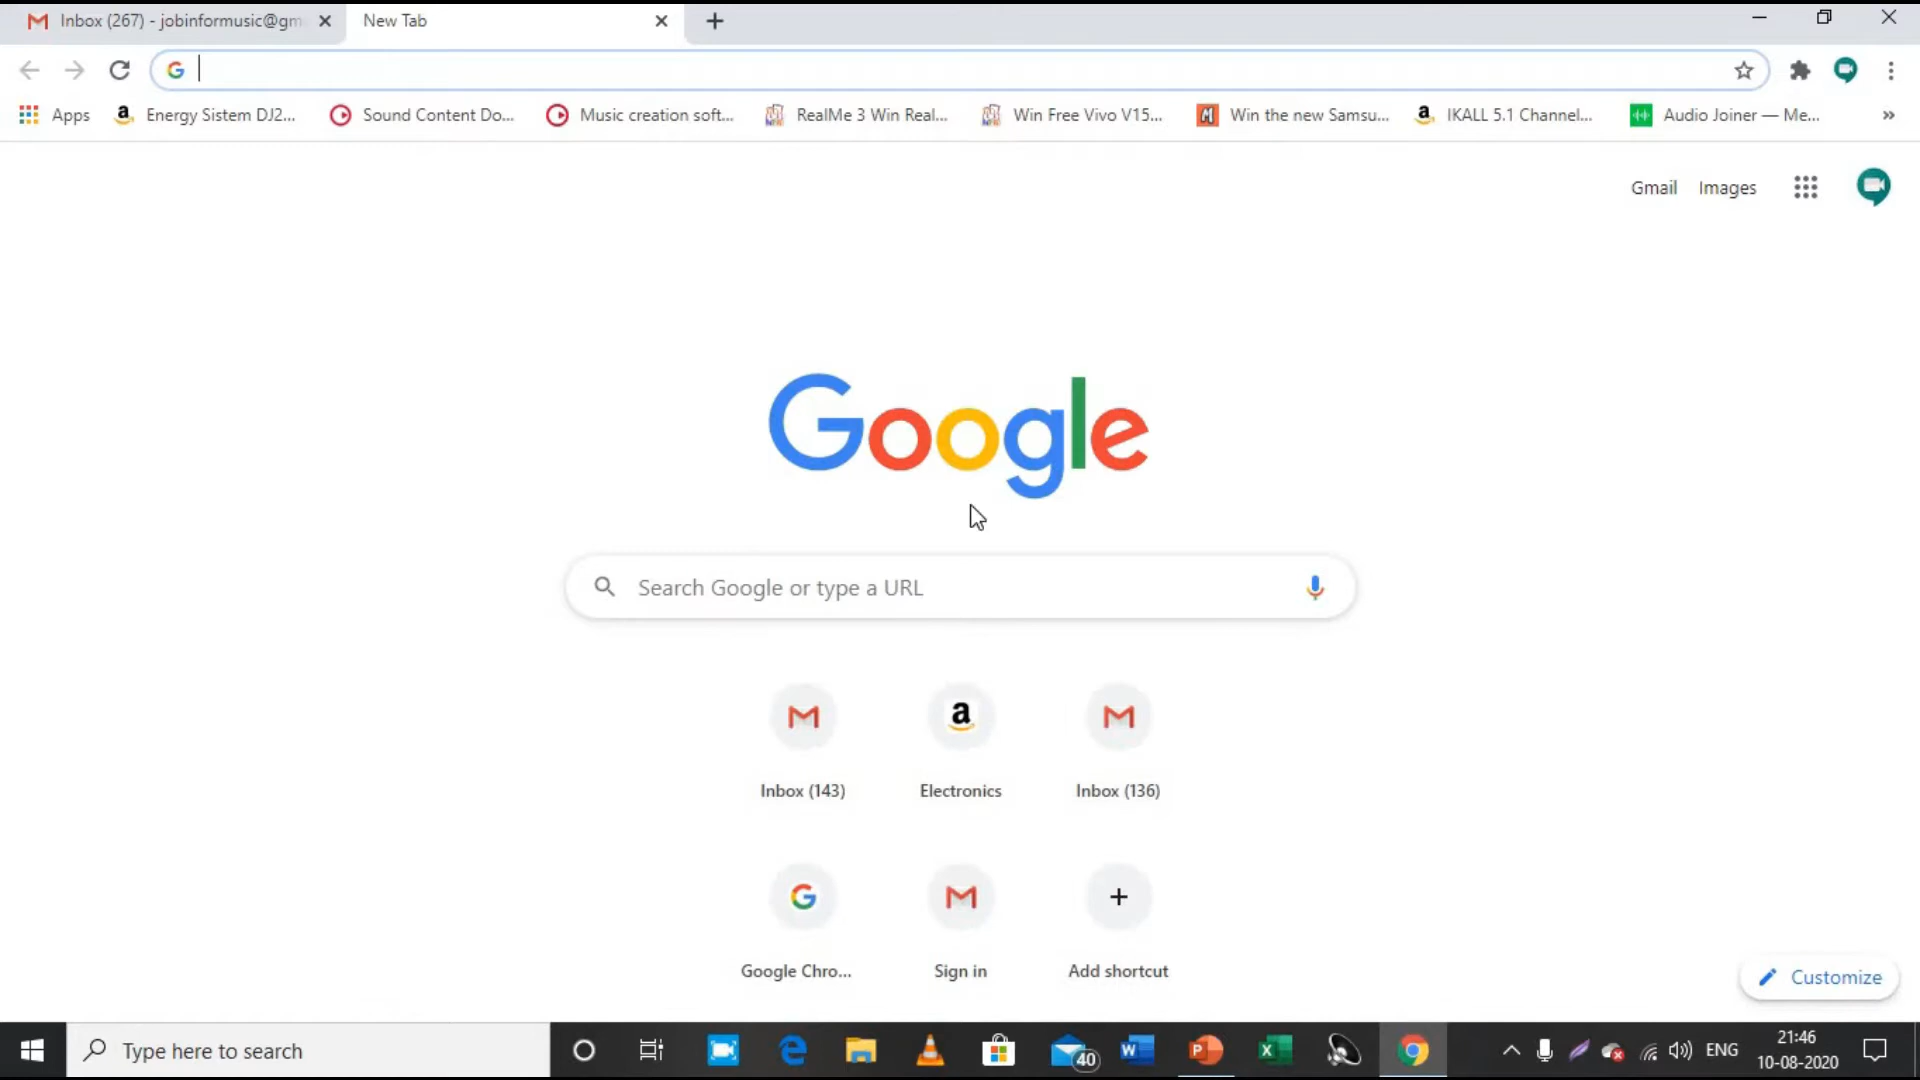 Inbox (267) - jobinformusic@gm
New Tab
Apps
Energy Sistem DJ2...
Sound Content Do...
Music creation soft...
RealMe 3 Win Real...
Win Free Vivo V15...
Win the new Samsu...
IKALL 5.1 Channel...
Audio Joiner — Me...
»
Gmail Images
Google
Search Google or type a URL
Inbox (143)
Electronics
Inbox (136)
Google Chro...
Sign in
Add shortcut
Customize
Type here to search
40
ENG
21:46
10-08-2020